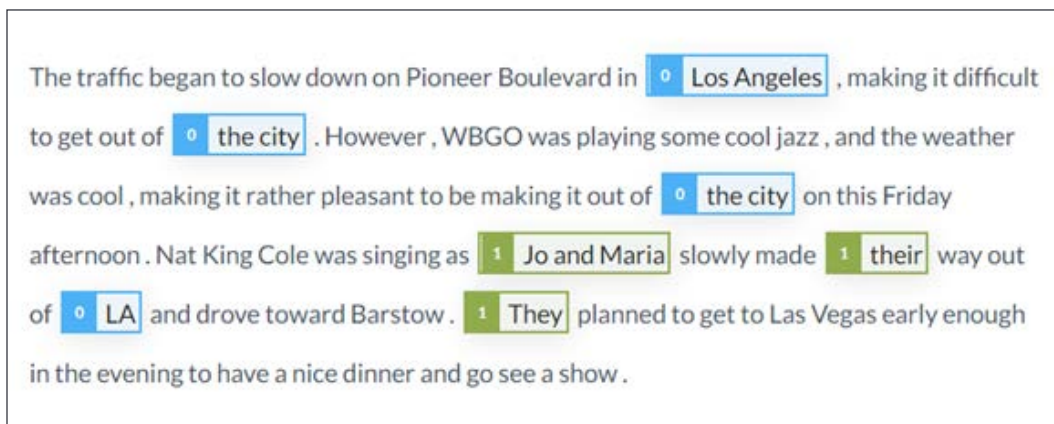 The traffic began to slow down on Pioneer Boulevard in 0 Los Angeles , making it difficult
to get out of 0 the city . However , WBGO was playing some cool jazz , and the weather
was cool , making it rather pleasant to be making it out of 0 the city on this Friday
afternoon . Nat King Cole was singing as 1 Jo and Maria slowly made 1 their way out
of 0 LA and drove toward Barstow . 1 They planned to get to Las Vegas early enough
in the evening to have a nice dinner and go see a show .